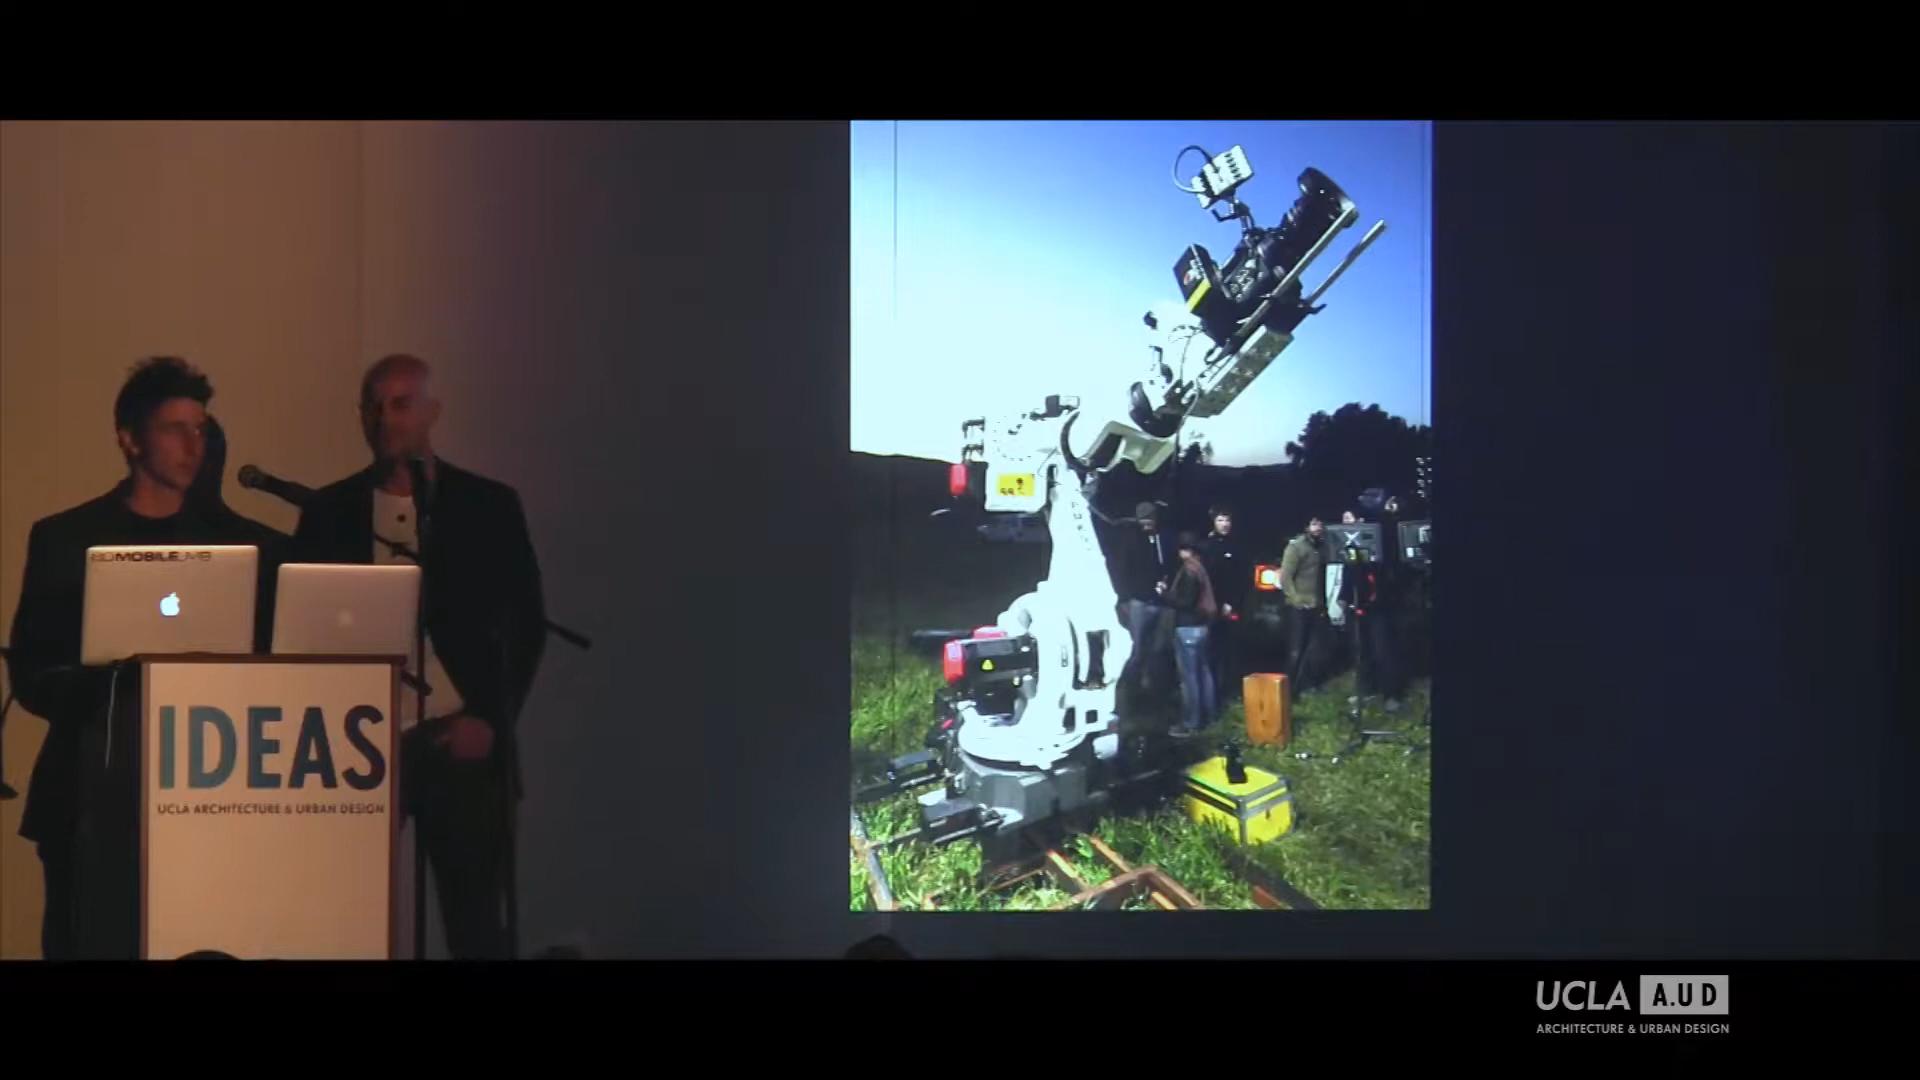 IDEAS
UCLA ARCHITECTURE & URBAN DESIGN
UCLA A.UD
ARCHITECTURE & URBAN DESIGN